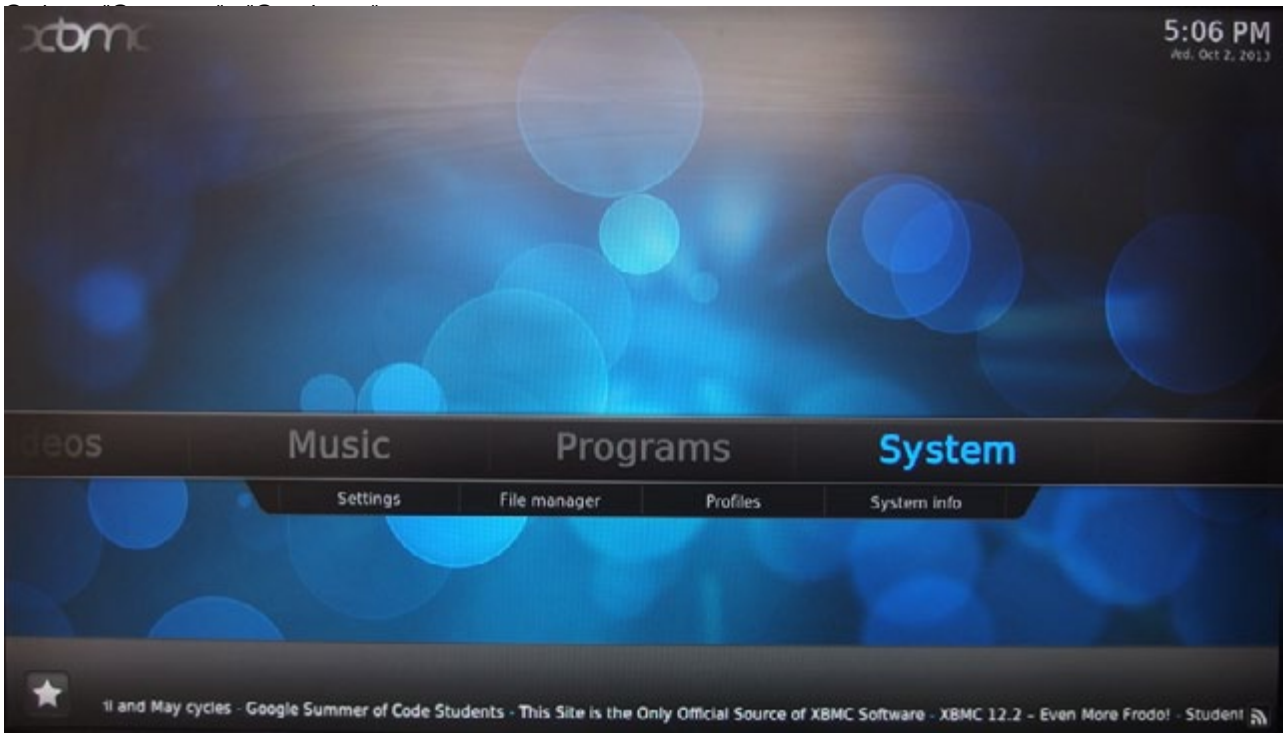 xbmc
5:06 PM
Wed. Oct 2, 2013
deos Music Programs System
Settings File manager Profiles System info
il and May cycles - Google Summer of Code Students - This Site is the Only Official Source of XBMC Software - XBMC 12.2 - Even More Frodo! - Student